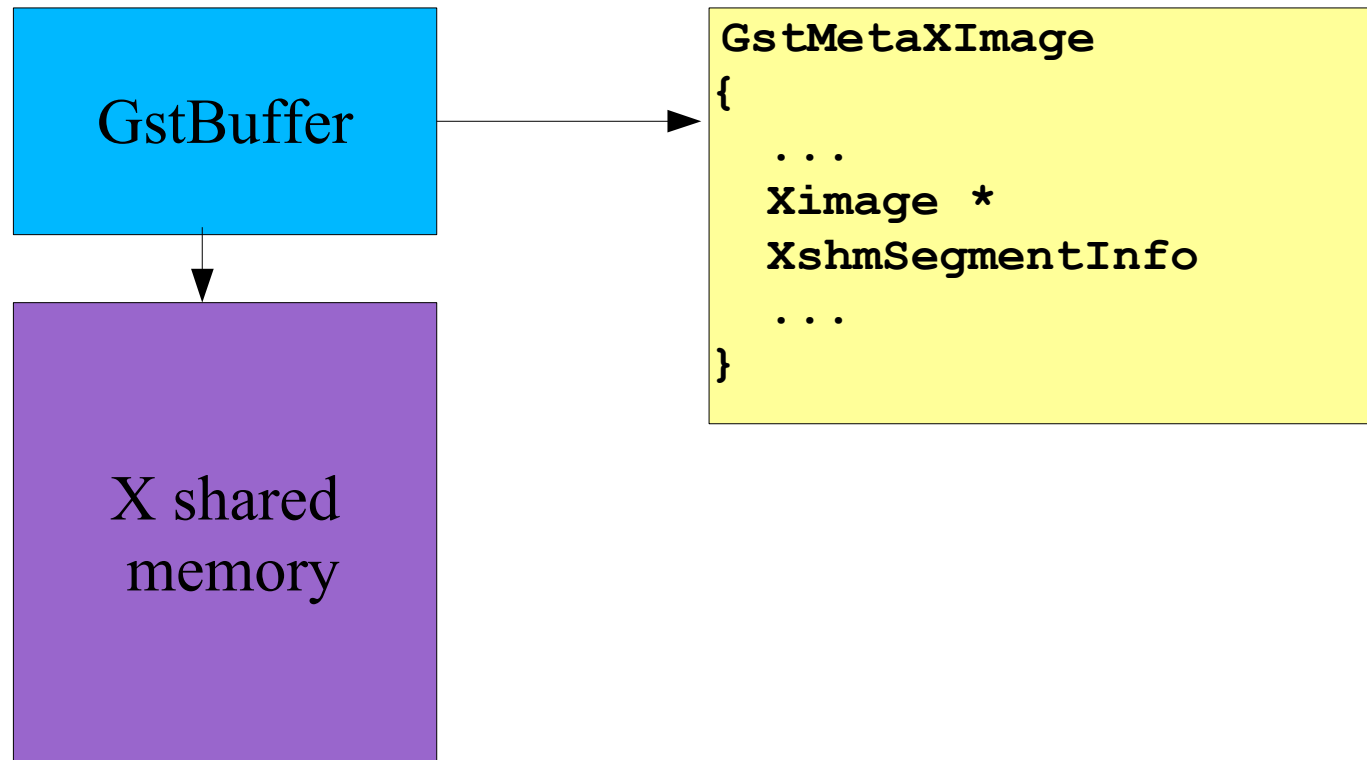 GstBuffer
X shared
memory
GstMetaXImage
{
...
Ximage *
XshmSegmentInfo
...
}